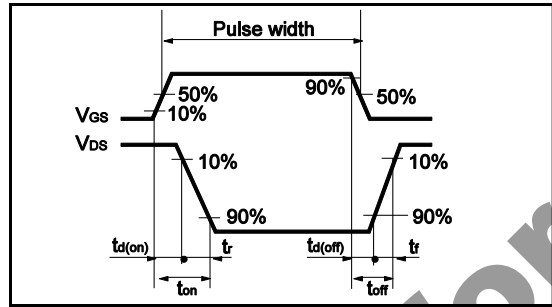 Pulse width
90%
50% 50%
10%
VGS
VDS
10% 10%
90% 90%
td(on) tr td(off) tf
ton toff